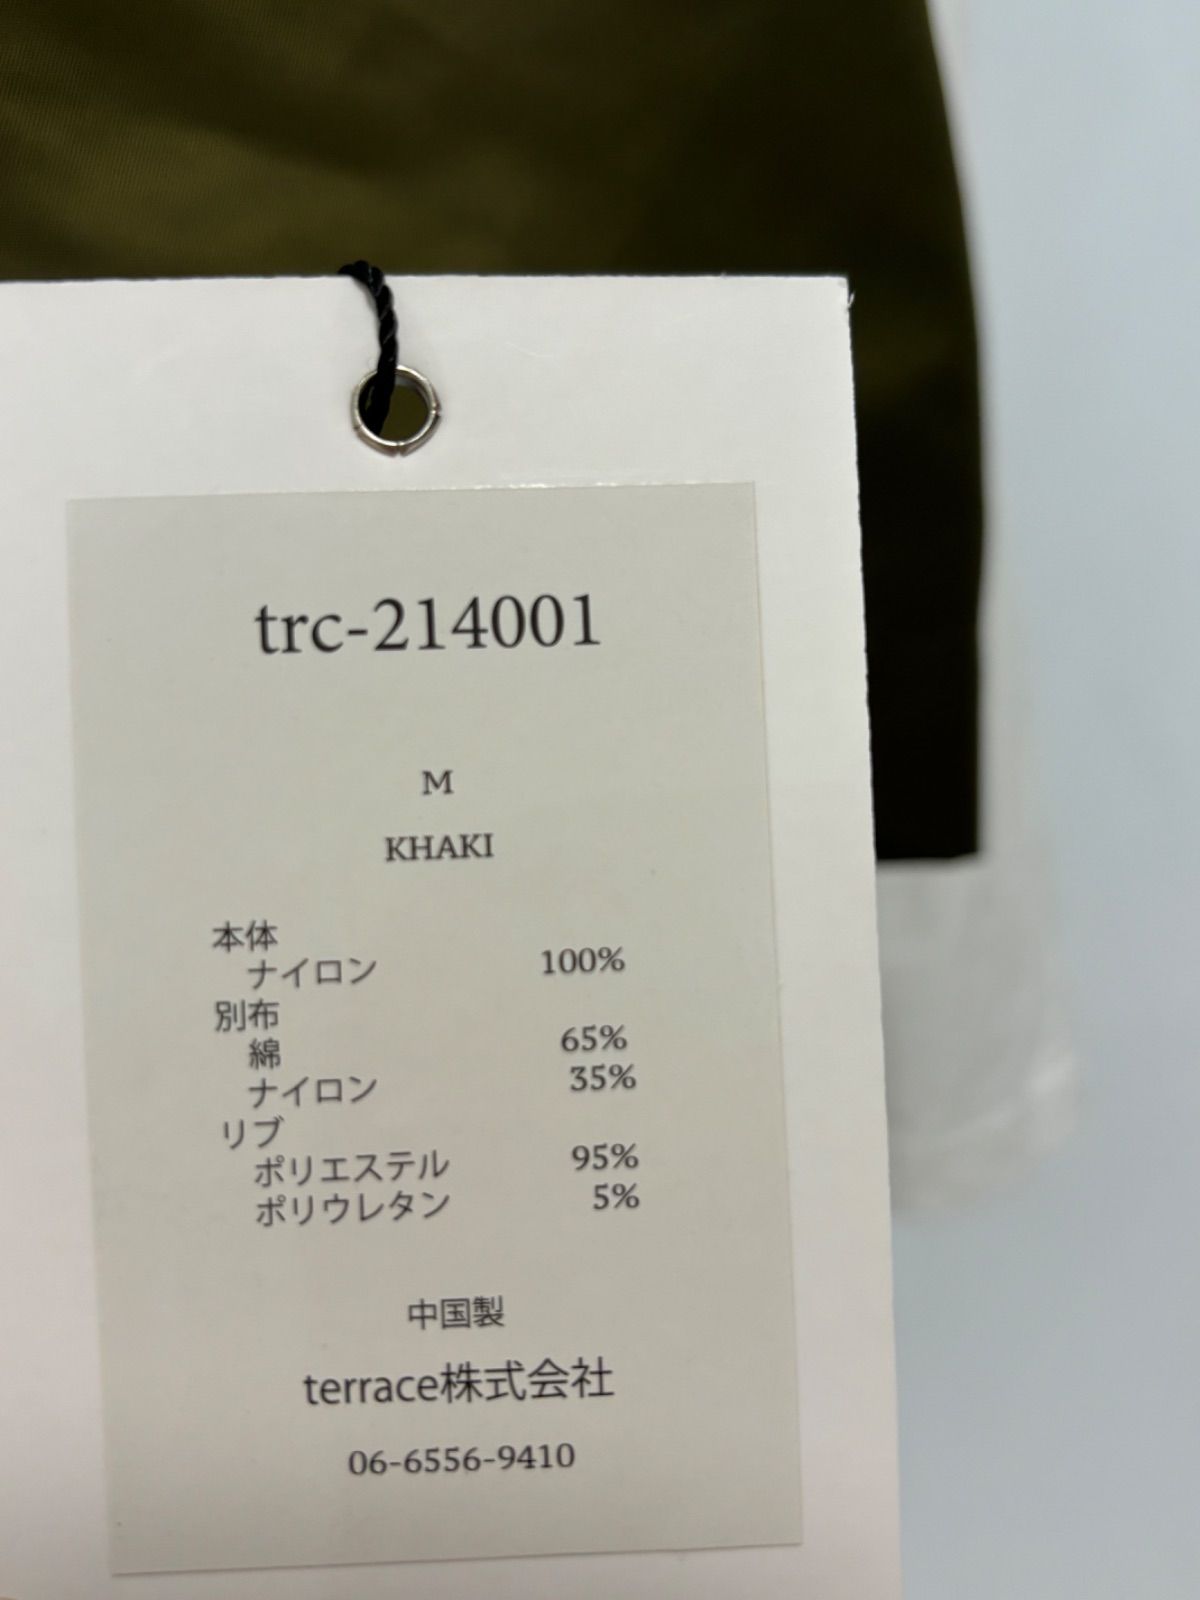 trc-214001
M
KHAKI
本体
ナイロン 100%
別布
綿 65%
ナイロン 35%
リブ
ポリエステル 95%
ポリウレタン 5%
中国製
terrace株式会社
06-6556-9410